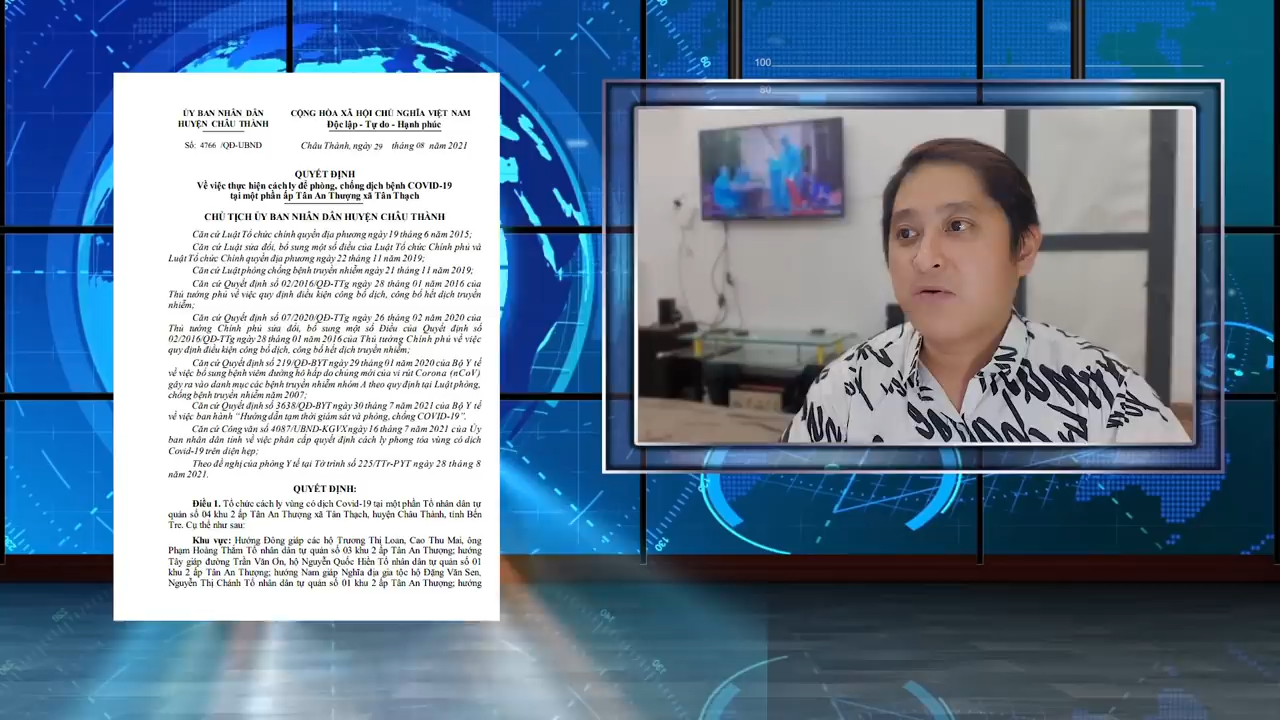 ỦY BAN NHÂN DÂN
HUYỆN CHÂU THÀNH
CỘNG HÒA XÃ HỘI CHỦ NGHĨA VIỆT NAM
Độc lập - Tự do - Hạnh phúc
Số: 4766 /QĐ-UBND
Châu Thành, ngày 29 tháng 08 năm 2021
QUYẾT ĐỊNH
Về việc thực hiện cách ly để phòng, chống dịch bệnh COVID-19
tại một phần ấp Tân An Thượng xã Tân Thạch
CHỦ TỊCH ỦY BAN NHÂN DÂN HUYỆN CHÂU THÀNH
Căn cứ Luật Tổ chức chính quyền địa phương ngày 19 tháng 6 năm 2015;
Căn cứ Luật sửa đổi, bổ sung một số điều của Luật Tổ chức Chính phủ và
Luật Tổ chức Chính quyền địa phương ngày 22 tháng 11 năm 2019;
Căn cứ Luật phòng chống bệnh truyền nhiễm ngày 21 tháng 11 năm 2019;
Căn cứ Quyết định số 02/2016/QĐ-TTg ngày 28 tháng 01 năm 2016 của
Thủ tướng phủ về việc quy định điều kiện công bố dịch, công bố hết dịch truyền
nhiễm;
Căn cứ Quyết định số 07/2020/QĐ-TTg ngày 26 tháng 02 năm 2020 của
Thủ tướng Chính phủ sửa đổi, bổ sung một số Điều của Quyết định số
02/2016/QĐ-TTg ngày 28 tháng 01 năm 2016 của Thủ tướng Chính phủ về việc
quy định điều kiện công bố dịch, công bố hết dịch truyền nhiễm;
Căn cứ Quyết định số 219/QĐ-BYT ngày 29 tháng 01 năm 2020 của Bộ Y tế
về việc bổ sung bệnh viêm đường hô hấp do chủng mới của vi rút Corona (nCoV)
gây ra vào danh mục các bệnh truyền nhiễm nhóm A theo quy định tại Luật phòng,
chống bệnh truyền nhiễm năm 2007;
Căn cứ Quyết định số 3638/QĐ-BYT ngày 30 tháng 7 năm 2021 của Bộ Y tế
về việc ban hành “Hướng dẫn tạm thời giám sát và phòng, chống COVID-19”.
Căn cứ Công văn số 4087/UBND-KGVX ngày 16 tháng 7 năm 2021 của Ủy
ban nhân dân tỉnh về việc phân cấp quyết định cách ly phong tỏa vùng có dịch
Covid-19 trên diện hẹp;
Theo đề nghị của phòng Y tế tại Tờ trình số 225/TTr-PYT ngày 28 tháng 8
năm 2021.
QUYẾT ĐỊNH:
Điều 1. Tổ chức cách ly vùng có dịch Covid-19 tại một phần Tổ nhân dân tự
quản số 04 khu 2 ấp Tân An Thượng xã Tân Thạch, huyện Châu Thành, tỉnh Bến
Tre. Cụ thể như sau:
Khu vực: Hướng Đông giáp các hộ Trương Thị Loan, Cao Thu Mai, ông
Phạm Hoàng Thăm Tổ nhân dân tự quản số 03 khu 2 ấp Tân An Thượng; hướng
Tây giáp đường Trần Văn Ơn, hộ Nguyễn Quốc Hiền Tổ nhân dân tự quản số 01
khu 2 ấp Tân An Thượng; hướng Nam giáp Nghĩa địa gia tộc hộ Đặng Văn Sen,
Nguyễn Thị Chánh Tổ nhân dân tự quản số 01 khu 2 ấp Tân An Thượng; hướng
100
80